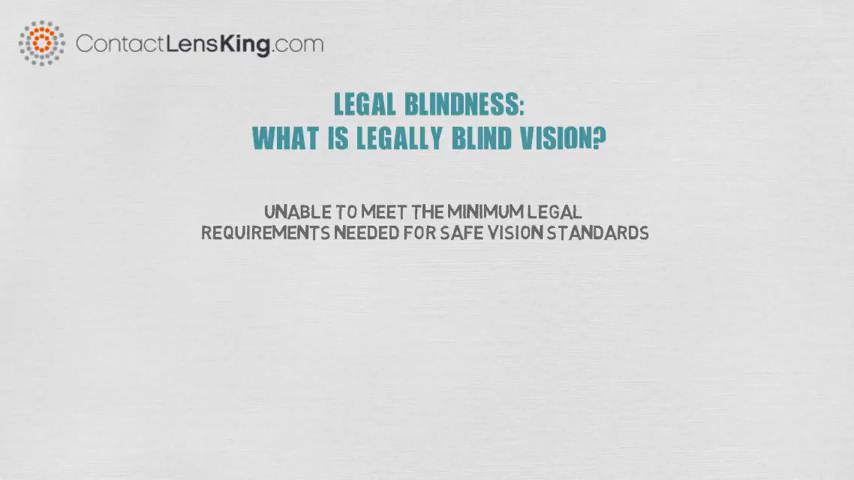 ContactLensKing.com
LEGAL BLINDNESS:
WHAT IS LEGALLY BLIND VISION?
UNABLE TO MEET THE MINIMUM LEGAL
REQUIREMENTS NEEDED FOR SAFE VISION STANDARDS